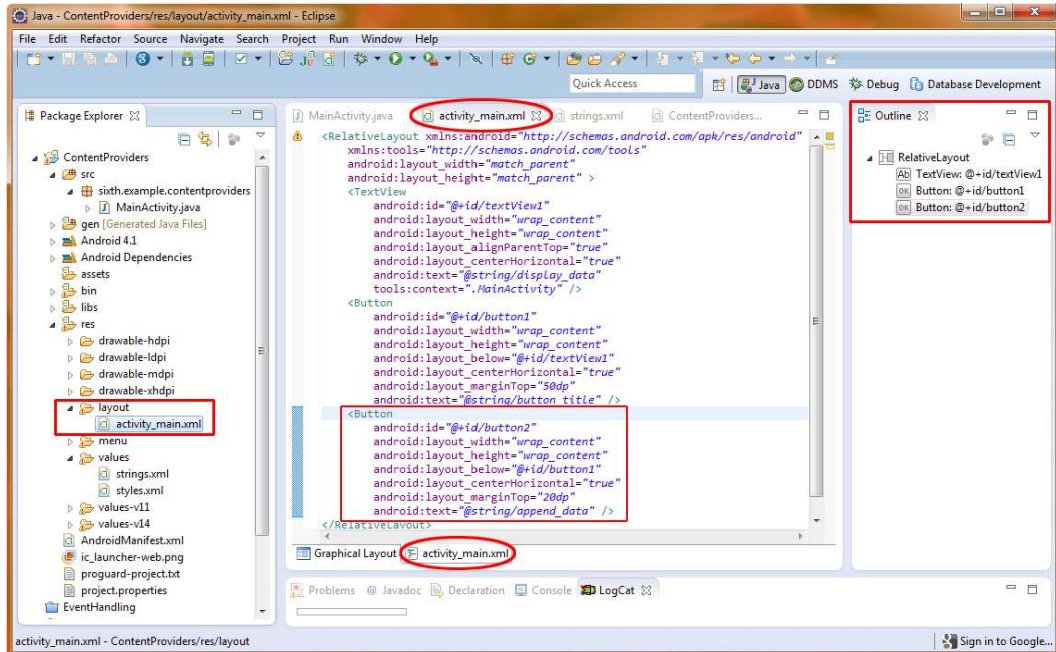 Java - ContentProviders/res/layout/activity_main.xml - Eclipse
File Edit Refactor Source Navigate Search Project Run Window Help
Quick Access
Java
DDMS
Debug
Database Development
Package Explorer
ContentProviders
src
sixth.example.contentproviders
MainActivity.java
gen [Generated Java Files]
Android 4.1
Android Dependencies
assets
bin
libs
res
drawable-hdpi
drawable-ldpi
drawable-mdpi
drawable-xhdpi
layout
activity_main.xml
menu
values
strings.xml
styles.xml
values-v11
values-v14
AndroidManifest.xml
ic_launcher-web.png
proguard-project.txt
project.properties
EventHandling
MainActivity.java
activity_main.xml
strings.xml
ContentProviders...
<RelativeLayout xmlns:android="http://schemas.android.com/apk/res/android"
xmlns:tools="http://schemas.android.com/tools"
android:layout_width="match_parent"
android:layout_height="match_parent" >
<TextView
android:id="@+id/textView1"
android:layout_width="wrap_content"
android:layout_height="wrap_content"
android:layout_alignParentTop="true"
android:layout_centerHorizontal="true"
android:text="@string/display_data"
tools:context=".MainActivity" />
<Button
android:id="@+id/button1"
android:layout_width="wrap_content"
android:layout_height="wrap_content"
android:layout_below="@+id/textView1"
android:layout_centerHorizontal="true"
android:layout_marginTop="50dp"
android:text="@string/button_title" />
<Button
android:id="@+id/button2"
android:layout_width="wrap_content"
android:layout_height="wrap_content"
android:layout_below="@+id/button1"
android:layout_centerHorizontal="true"
android:layout_marginTop="20dp"
android:text="@string/append_data" />
</RelativeLayout>
Graphical Layout
activity_main.xml
Outline
RelativeLayout
Ab TextView: @+id/textView1
OK Button: @+id/button1
OK Button: @+id/button2
Problems @ Javadoc Declaration Console LogCat
activity_main.xml - ContentProviders/res/layout
Sign in to Google...